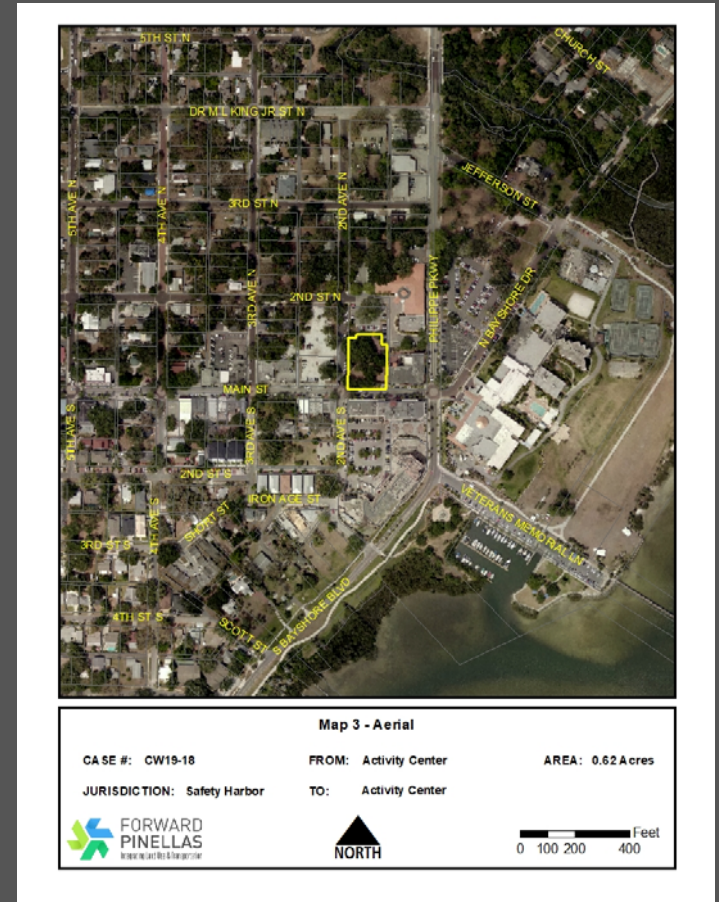 5TH ST N
CHURCH ST
DR M L KING JR ST N
JEFFERSON ST
5TH AVE N
4TH AVE N
3RD ST N
2ND AVE N
3RD AVE N
2ND ST N
PHILIPPE PKWY
N BAYSHORE DR
MAIN ST
5TH AVE S
3RD AVE S
2ND AVE S
2ND ST S
IRON AGE ST
VETERANS MEMORIAL LN
4TH AVE S
SHORT ST
3RD ST S
4TH ST S
SCOTT ST
S BAYSHORE BLVD
Map 3 - Aerial
CASE #: CW19-18 FROM: Activity Center AREA: 0.62 Acres
JURISDICTION: Safety Harbor TO: Activity Center
FORWARD
PINELLAS
Integrating Land Use & Transportation
NORTH
Feet
0 100 200 400